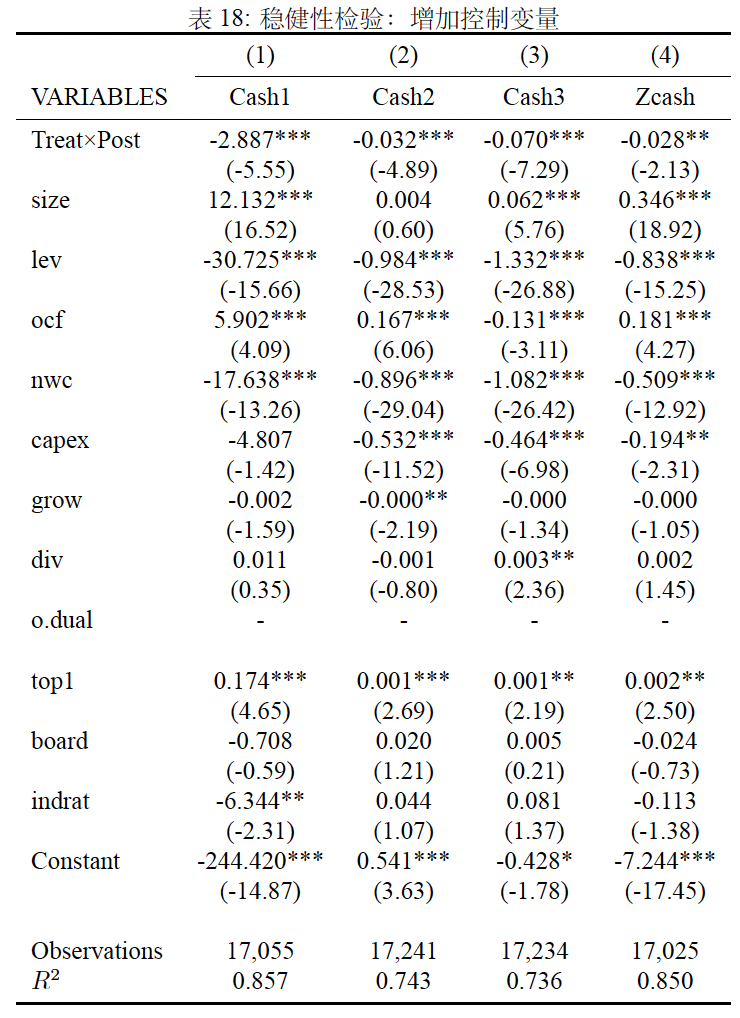 表 18: 稳健性检验：增加控制变量
(1) (2) (3) (4)
VARIABLES Cash1 Cash2 Cash3 Zcash
Treat×Post -2.887*** -0.032*** -0.070*** -0.028**
(-5.55) (-4.89) (-7.29) (-2.13)
size 12.132*** 0.004 0.062*** 0.346***
(16.52) (0.60) (5.76) (18.92)
lev -30.725*** -0.984*** -1.332*** -0.838***
(-15.66) (-28.53) (-26.88) (-15.25)
ocf 5.902*** 0.167*** -0.131*** 0.181***
(4.09) (6.06) (-3.11) (4.27)
nwc -17.638*** -0.896*** -1.082*** -0.509***
(-13.26) (-29.04) (-26.42) (-12.92)
capex -4.807 -0.532*** -0.464*** -0.194**
(-1.42) (-11.52) (-6.98) (-2.31)
grow -0.002 -0.000** -0.000 -0.000
(-1.59) (-2.19) (-1.34) (-1.05)
div 0.011 -0.001 0.003** 0.002
(0.35) (-0.80) (2.36) (1.45)
o.dual - - - -
top1 0.174*** 0.001*** 0.001** 0.002**
(4.65) (2.69) (2.19) (2.50)
board -0.708 0.020 0.005 -0.024
(-0.59) (1.21) (0.21) (-0.73)
indrat -6.344** 0.044 0.081 -0.113
(-2.31) (1.07) (1.37) (-1.38)
Constant -244.420*** 0.541*** -0.428* -7.244***
(-14.87) (3.63) (-1.78) (-17.45)
Observations 17,055 17,241 17,234 17,025
R² 0.857 0.743 0.736 0.850